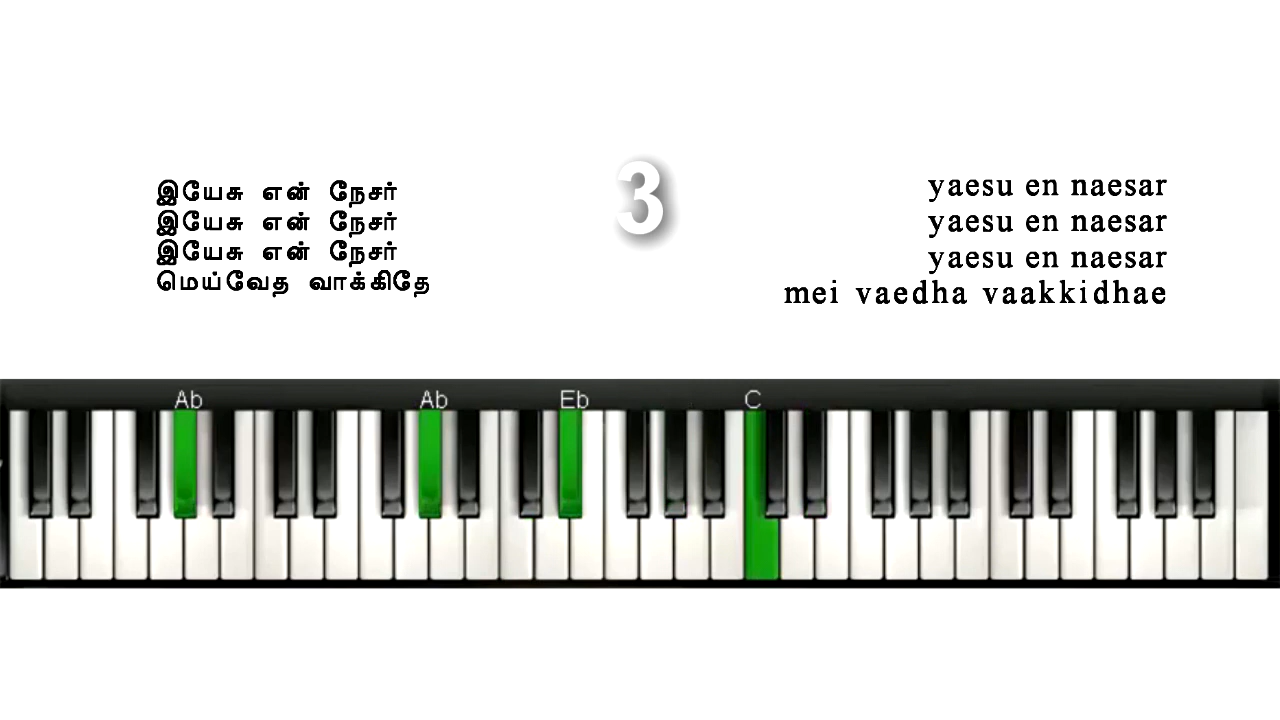 இயேசு என் நேசர்
இயேசு என் நேசர்
இயேசு என் நேசர்
மெய்வேத வாக்கிதே
3
yaesu en naesar
yaesu en naesar
yaesu en naesar
mei vaedha vaakkidhae
Ab Ab Eb C